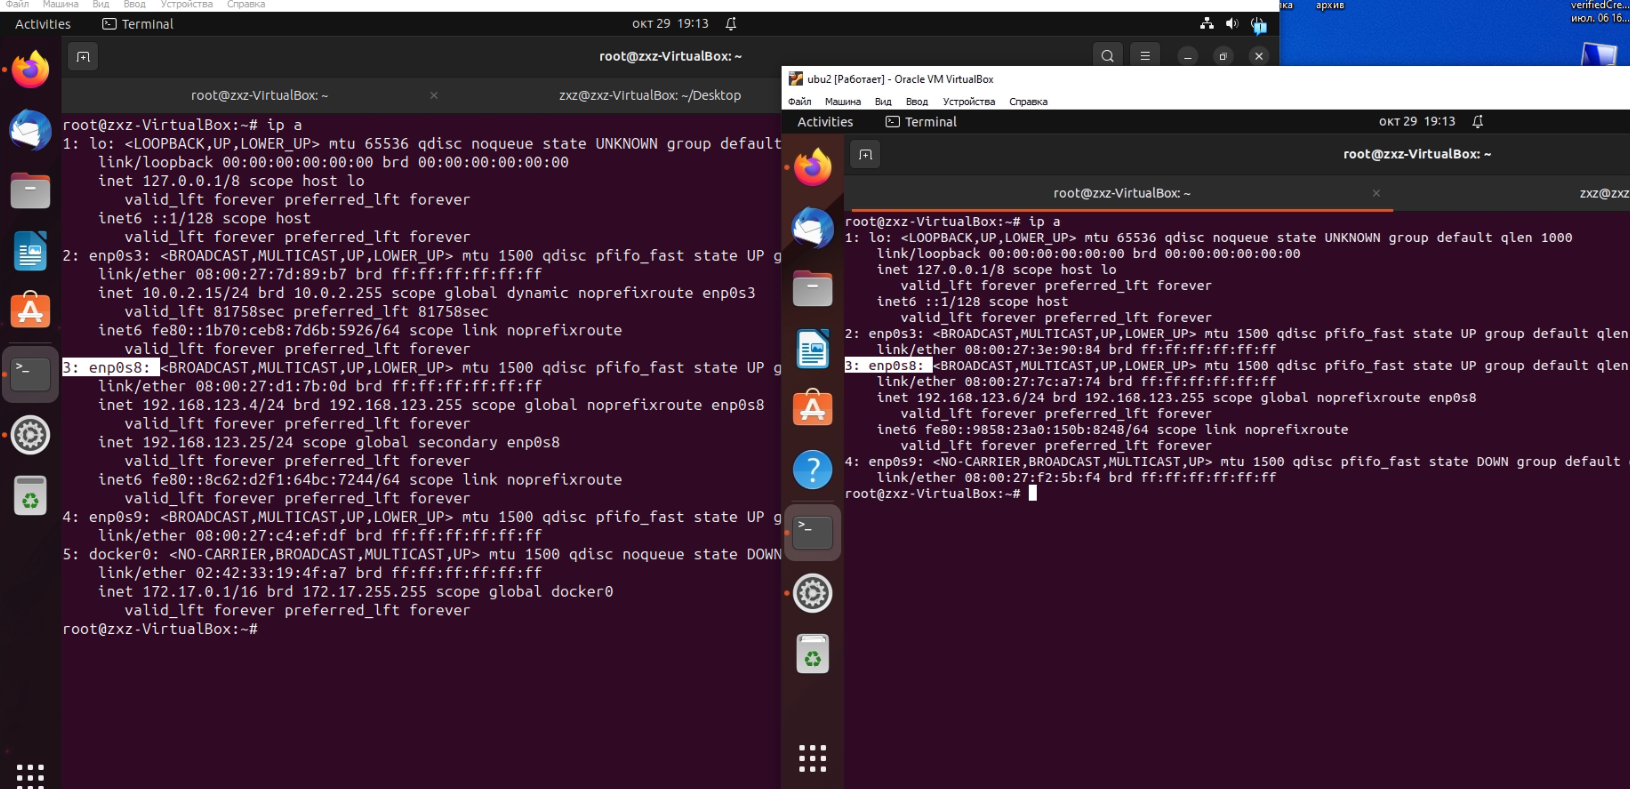 Файл Машина Вид Ввод Устройства Справка
Activities Terminal окт 29 19:13
root@zxz-VirtualBox: ~
root@zxz-VirtualBox: ~ × zxz@zxz-VirtualBox: ~/Desktop
root@zxz-VirtualBox:~# ip a
1: lo: <LOOPBACK,UP,LOWER_UP> mtu 65536 qdisc noqueue state UNKNOWN group default
link/loopback 00:00:00:00:00:00 brd 00:00:00:00:00:00
inet 127.0.0.1/8 scope host lo
valid_lft forever preferred_lft forever
inet6 ::1/128 scope host
valid_lft forever preferred_lft forever
2: enp0s3: <BROADCAST,MULTICAST,UP,LOWER_UP> mtu 1500 qdisc pfifo_fast state UP g
link/ether 08:00:27:7d:89:b7 brd ff:ff:ff:ff:ff:ff
inet 10.0.2.15/24 brd 10.0.2.255 scope global dynamic noprefixroute enp0s3
valid_lft 81758sec preferred_lft 81758sec
inet6 fe80::1b70:ceb8:7d6b:5926/64 scope link noprefixroute
valid_lft forever preferred_lft forever
3: enp0s8: <BROADCAST,MULTICAST,UP,LOWER_UP> mtu 1500 qdisc pfifo_fast state UP g
link/ether 08:00:27:d1:7b:0d brd ff:ff:ff:ff:ff:ff
inet 192.168.123.4/24 brd 192.168.123.255 scope global noprefixroute enp0s8
valid_lft forever preferred_lft forever
inet 192.168.123.25/24 scope global secondary enp0s8
valid_lft forever preferred_lft forever
inet6 fe80::8c62:d2f1:64bc:7244/64 scope link noprefixroute
valid_lft forever preferred_lft forever
4: enp0s9: <BROADCAST,MULTICAST,UP,LOWER_UP> mtu 1500 qdisc pfifo_fast state UP g
link/ether 08:00:27:c4:ef:df brd ff:ff:ff:ff:ff:ff
5: docker0: <NO-CARRIER,BROADCAST,MULTICAST,UP> mtu 1500 qdisc noqueue state DOWN
link/ether 02:42:33:19:4f:a7 brd ff:ff:ff:ff:ff:ff
inet 172.17.0.1/16 brd 172.17.255.255 scope global docker0
valid_lft forever preferred_lft forever
root@zxz-VirtualBox:~#
архив
verifiedCre...
июл. 06 16...
ubu2 [Работает] - Oracle VM VirtualBox
Файл Машина Вид Ввод Устройства Справка
Activities Terminal окт 29 19:13
root@zxz-VirtualBox: ~
root@zxz-VirtualBox: ~ × zxz@zxz
root@zxz-VirtualBox:~# ip a
1: lo: <LOOPBACK,UP,LOWER_UP> mtu 65536 qdisc noqueue state UNKNOWN group default qlen 1000
link/loopback 00:00:00:00:00:00 brd 00:00:00:00:00:00
inet 127.0.0.1/8 scope host lo
valid_lft forever preferred_lft forever
inet6 ::1/128 scope host
valid_lft forever preferred_lft forever
2: enp0s3: <BROADCAST,MULTICAST,UP,LOWER_UP> mtu 1500 qdisc pfifo_fast state UP group default qlen
link/ether 08:00:27:3e:90:84 brd ff:ff:ff:ff:ff:ff
3: enp0s8: <BROADCAST,MULTICAST,UP,LOWER_UP> mtu 1500 qdisc pfifo_fast state UP group default qlen
link/ether 08:00:27:7c:a7:74 brd ff:ff:ff:ff:ff:ff
inet 192.168.123.6/24 brd 192.168.123.255 scope global noprefixroute enp0s8
valid_lft forever preferred_lft forever
inet6 fe80::9858:23a0:150b:8248/64 scope link noprefixroute
valid_lft forever preferred_lft forever
4: enp0s9: <NO-CARRIER,BROADCAST,MULTICAST,UP> mtu 1500 qdisc pfifo_fast state DOWN group default
link/ether 08:00:27:f2:5b:f4 brd ff:ff:ff:ff:ff:ff
root@zxz-VirtualBox:~#